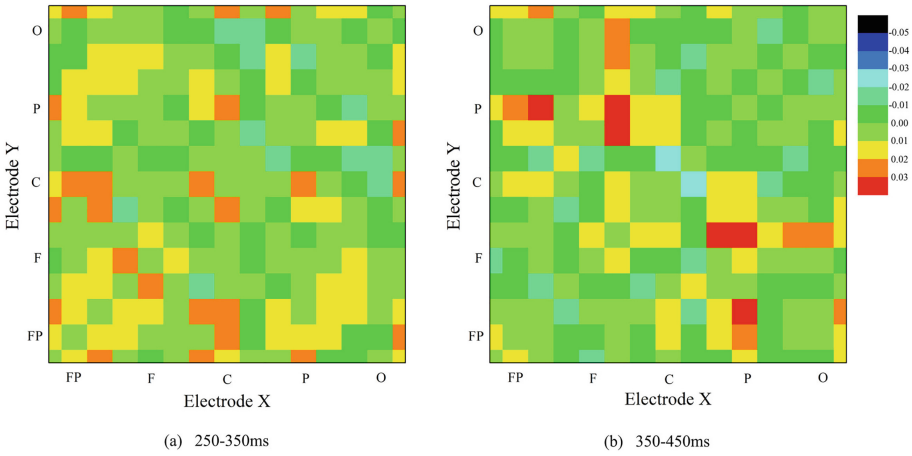 O
P
C
F
FP
Electrode Y
FP F C P O
Electrode X
(a) 250-350ms
O
P
C
F
FP
Electrode Y
FP F C P O
Electrode X
(b) 350-450ms
-0.05
-0.04
-0.03
-0.02
-0.01
0.00
0.01
0.02
0.03